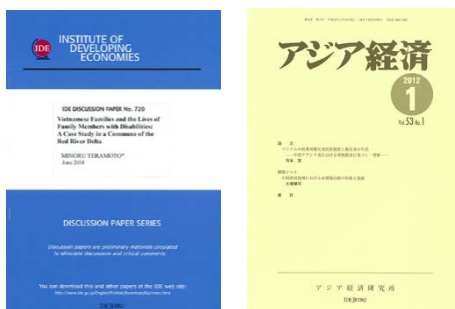 IDE
INSTITUTE OF
DEVELOPING
ECONOMIES
IDE DISCUSSION PAPER No. 720
Vietnamese Families and the Lives of
Family Members with Disabilities:
A Case Study in a Commune of the
Red River Delta
MINORU TERAMOTO*
June 2018
DISCUSSION PAPER SERIES
Discussion papers are preliminary materials circulated
to stimulate discussions and critical comments
You can download this and other papers at the IDE web site:
IDE-JETRO
アジア経済
2012
1
Vol.53 No.1
論 文
研究ノート
書 評
アジア経済研究所
IDE-JETRO